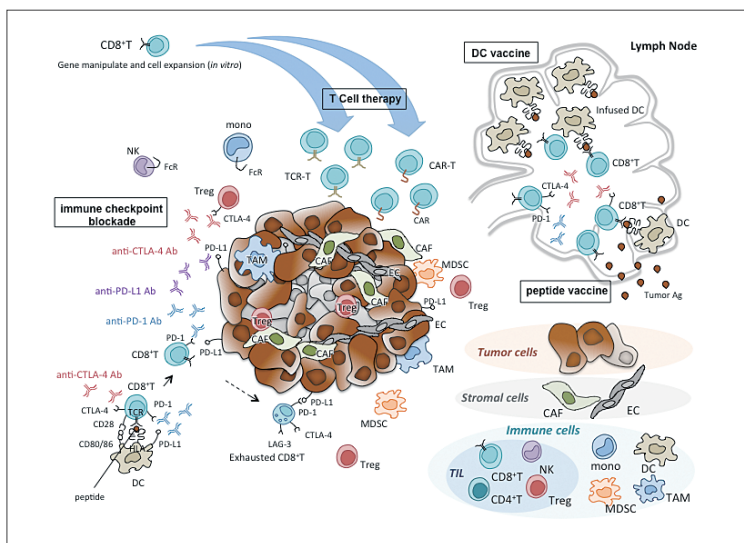 CD8⁺T
Gene manipulate and cell expansion (in vitro)
T Cell therapy
mono
FcR
NK
FcR
TCR-T
CAR-T
CAR
Treg
CTLA-4
immune checkpoint
blockade
anti-CTLA-4 Ab
anti-PD-L1 Ab
anti-PD-1 Ab
PD-L1
TAM
CAF
CAF
EC
MDSC
CAF
Treg
Treg
PD-L1
Treg
EC
CAF
CAF
TAM
PD-1
PD-L1
CD8⁺T
anti-CTLA-4 Ab
CD8⁺T
CTLA-4
TCR
PD-1
CD28
CD80/86
HLA
PD-L1
DC
peptide
PD-L1
PD-1
CTLA-4
LAG-3
Exhausted CD8⁺T
MDSC
Treg
DC vaccine
Lymph Node
Infused DC
CD8⁺T
CTLA-4
PD-1
CD8⁺T
DC
peptide vaccine
Tumor Ag
Tumor cells
Stromal cells
CAF
EC
Immune cells
TIL
CD8⁺T
NK
mono
DC
CD4⁺T
Treg
MDSC
TAM